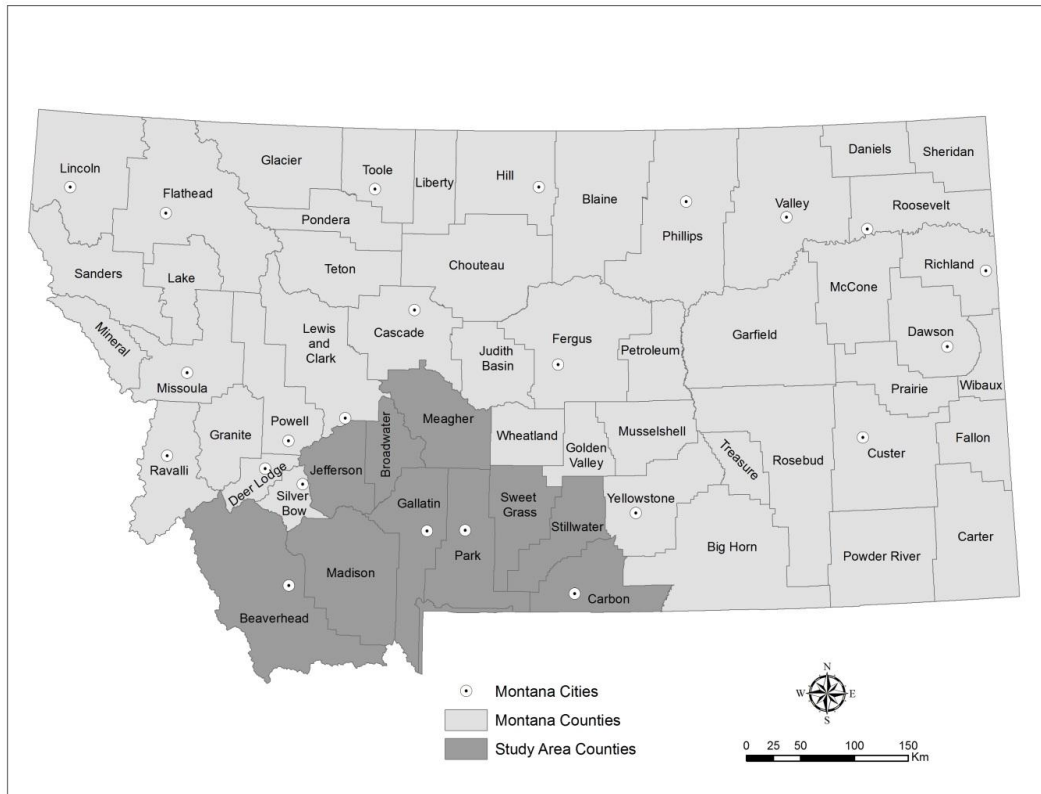 Lincoln
Flathead
Glacier
Toole
Liberty
Hill
Blaine
Phillips
Valley
Daniels
Sheridan
Roosevelt
Pondera
Sanders
Lake
Teton
Chouteau
McCone
Richland
Mineral
Missoula
Lewis
and
Clark
Cascade
Judith
Basin
Fergus
Petroleum
Garfield
Dawson
Prairie
Wibaux
Ravalli
Granite
Powell
Deer Lodge
Silver
Bow
Jefferson
Broadwater
Meagher
Wheatland
Golden
Valley
Musselshell
Treasure
Rosebud
Custer
Fallon
Gallatin
Park
Sweet
Grass
Stillwater
Yellowstone
Big Horn
Powder River
Carter
Beaverhead
Madison
Carbon
Montana Cities
Montana Counties
Study Area Counties
N
W E
S
0 25 50 100 150
Km